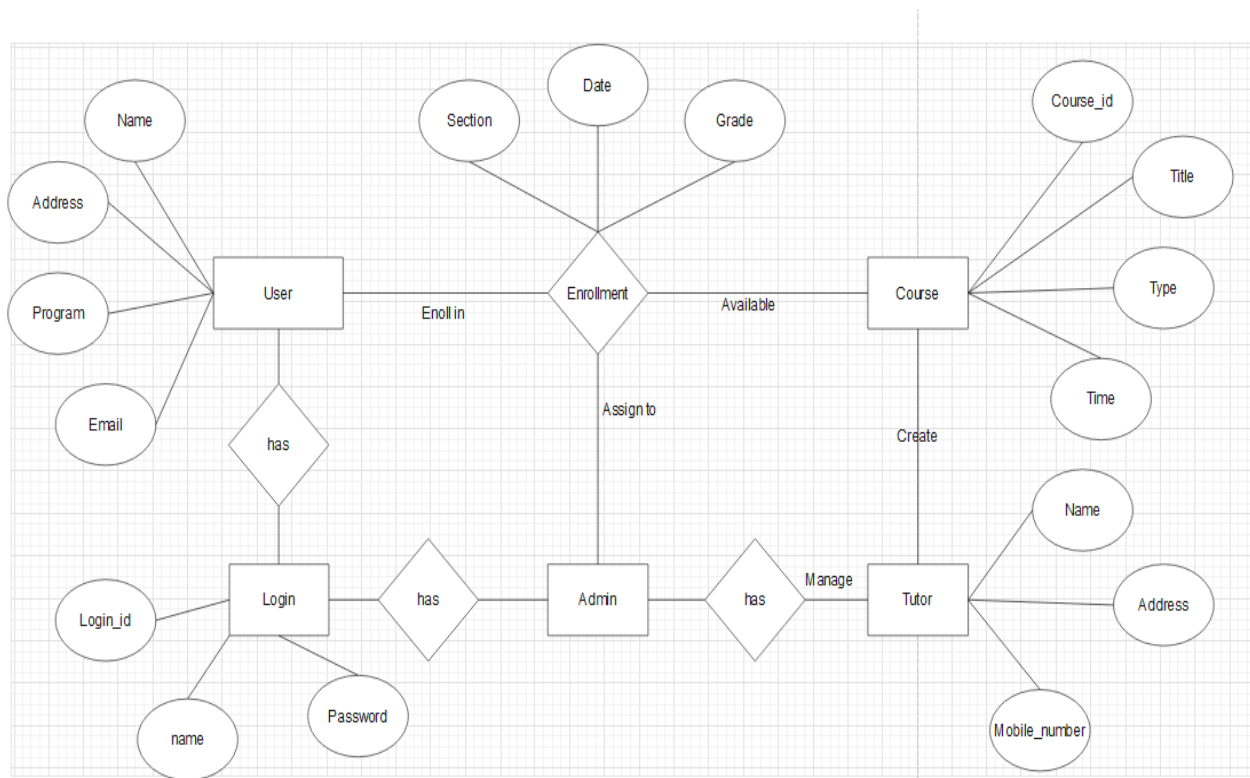 Date
Name
Section
Grade
Course_id
Title
Address
User
Enrollment
Course
Type
Enoll in
Available
Program
Time
Email
Assign to
has
Create
Name
Manage
Login_id
Login
has
Admin
has
Tutor
Address
name
Password
Mobile_number